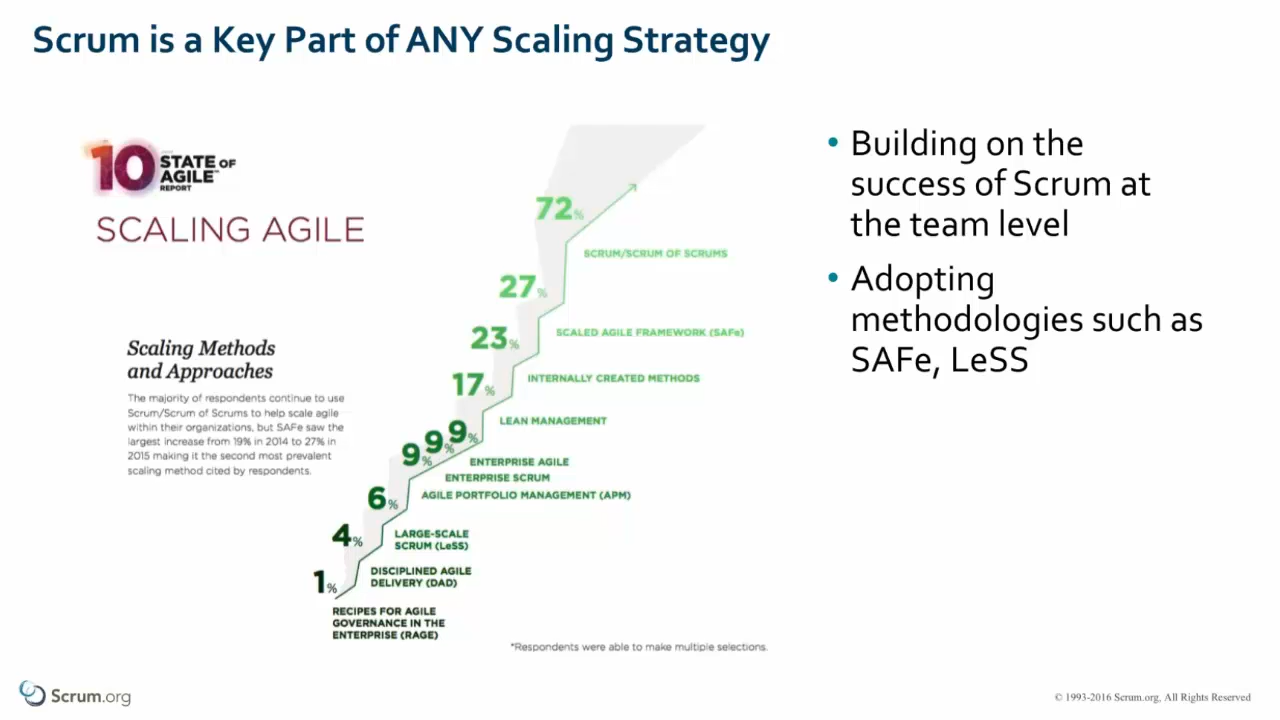 Scrum is a Key Part of ANY Scaling Strategy
10 STATE OF
AGILE™
REPORT
SCALING AGILE
Scaling Methods
and Approaches
The majority of respondents continue to use
Scrum/Scrum of Scrums to help scale agile
within their organizations, but SAFe saw the
largest increase from 19% in 2014 to 27% in
2015 making it the second most prevalent
scaling method cited by respondents.
72%
SCRUM/SCRUM OF SCRUMS
27%
SCALED AGILE FRAMEWORK (SAFe)
23%
INTERNALLY CREATED METHODS
17%
LEAN MANAGEMENT
9%
ENTERPRISE AGILE
9%
ENTERPRISE SCRUM
9%
AGILE PORTFOLIO MANAGEMENT (APM)
6%
LARGE-SCALE
SCRUM (LeSS)
4%
DISCIPLINED AGILE
DELIVERY (DAD)
1%
RECIPES FOR AGILE
GOVERNANCE IN THE
ENTERPRISE (RAGE)
*Respondents were able to make multiple selections.
• Building on the
success of Scrum at
the team level
• Adopting
methodologies such as
SAFe, LeSS
Scrum.org
© 1993-2016 Scrum.org, All Rights Reserved